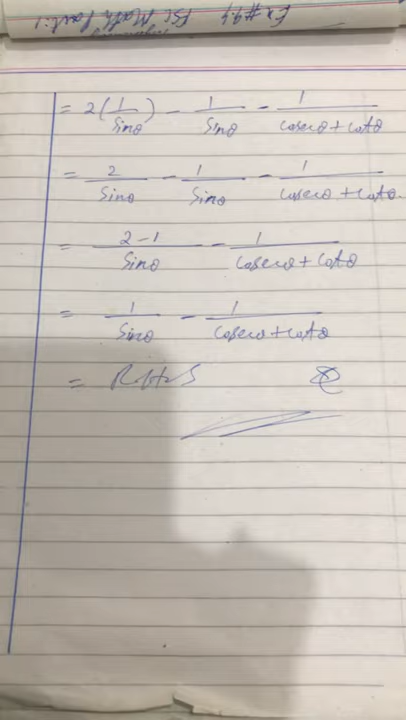 Ex # 9.4 FSc Math Part:1
= 2(1/Sinθ) - 1/Sinθ - 1/(cosecθ + cotθ)
= 2/Sinθ - 1/Sinθ - 1/(cosecθ + cotθ)
= (2-1)/Sinθ - 1/(cosecθ + cotθ)
= 1/Sinθ - 1/(cosecθ + cotθ)
= R.H.S